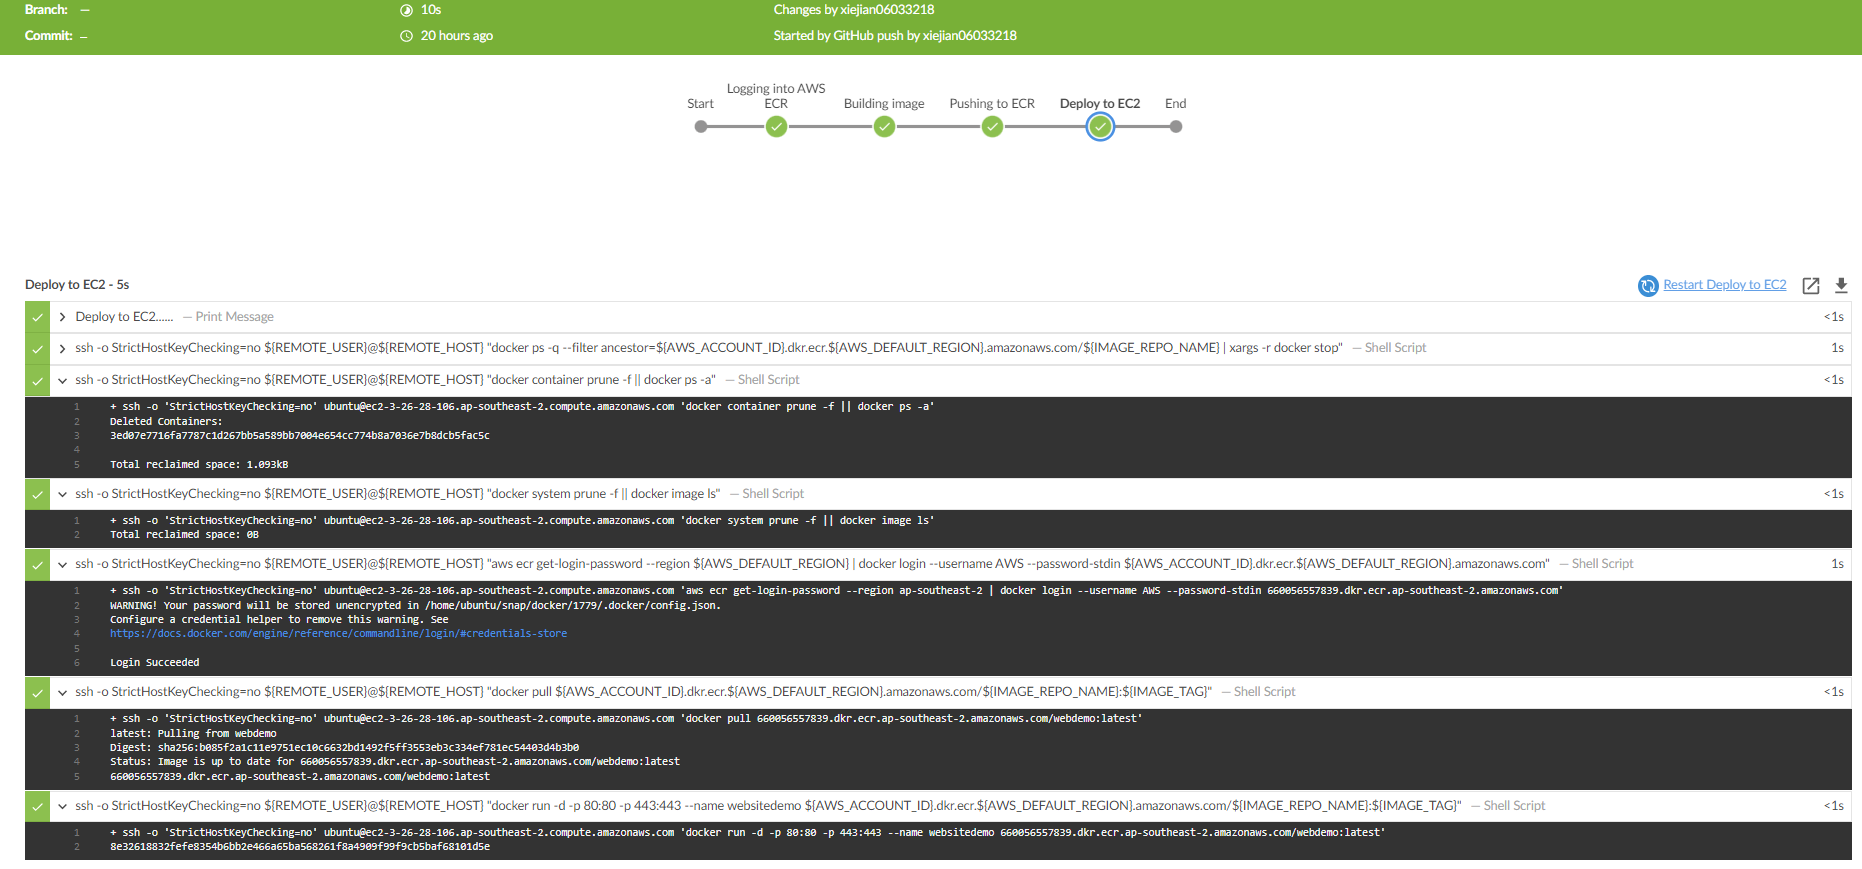 Branch: — 10s Changes by xiejian06033218
Commit: — 20 hours ago Started by GitHub push by xiejian06033218
Logging into AWS
Start ECR Building image Pushing to ECR Deploy to EC2 End
Deploy to EC2 - 5s Restart Deploy to EC2
Deploy to EC2...... — Print Message <1s
ssh -o StrictHostKeyChecking=no ${REMOTE_USER}@${REMOTE_HOST} "docker ps -q --filter ancestor=${AWS_ACCOUNT_ID}.dkr.ecr.${AWS_DEFAULT_REGION}.amazonaws.com/${IMAGE_REPO_NAME} | xargs -r docker stop" — Shell Script 1s
ssh -o StrictHostKeyChecking=no ${REMOTE_USER}@${REMOTE_HOST} "docker container prune -f || docker ps -a" — Shell Script <1s
1 + ssh -o 'StrictHostKeyChecking=no' ubuntu@ec2-3-26-28-106.ap-southeast-2.compute.amazonaws.com 'docker container prune -f || docker ps -a'
2 Deleted Containers:
3 3ed07e7716fa7787c1d267bb5a589bb7004e654cc774b8a7036e7b8dcb5fac5c
4
5 Total reclaimed space: 1.093kB
ssh -o StrictHostKeyChecking=no ${REMOTE_USER}@${REMOTE_HOST} "docker system prune -f || docker image ls" — Shell Script <1s
1 + ssh -o 'StrictHostKeyChecking=no' ubuntu@ec2-3-26-28-106.ap-southeast-2.compute.amazonaws.com 'docker system prune -f || docker image ls'
2 Total reclaimed space: 0B
ssh -o StrictHostKeyChecking=no ${REMOTE_USER}@${REMOTE_HOST} "aws ecr get-login-password --region ${AWS_DEFAULT_REGION} | docker login --username AWS --password-stdin ${AWS_ACCOUNT_ID}.dkr.ecr.${AWS_DEFAULT_REGION}.amazonaws.com" — Shell Script 1s
1 + ssh -o 'StrictHostKeyChecking=no' ubuntu@ec2-3-26-28-106.ap-southeast-2.compute.amazonaws.com 'aws ecr get-login-password --region ap-southeast-2 | docker login --username AWS --password-stdin 660056557839.dkr.ecr.ap-southeast-2.amazonaws.com'
2 WARNING! Your password will be stored unencrypted in /home/ubuntu/snap/docker/1779/.docker/config.json.
3 Configure a credential helper to remove this warning. See
4 https://docs.docker.com/engine/reference/commandline/login/#credentials-store
5
6 Login Succeeded
ssh -o StrictHostKeyChecking=no ${REMOTE_USER}@${REMOTE_HOST} "docker pull ${AWS_ACCOUNT_ID}.dkr.ecr.${AWS_DEFAULT_REGION}.amazonaws.com/${IMAGE_REPO_NAME}:${IMAGE_TAG}" — Shell Script <1s
1 + ssh -o 'StrictHostKeyChecking=no' ubuntu@ec2-3-26-28-106.ap-southeast-2.compute.amazonaws.com 'docker pull 660056557839.dkr.ecr.ap-southeast-2.amazonaws.com/webdemo:latest'
2 latest: Pulling from webdemo
3 Digest: sha256:b085f2a1c11e9751ec10c6632bd1492f5ff3553eb3c334ef781ec54403d4b3b0
4 Status: Image is up to date for 660056557839.dkr.ecr.ap-southeast-2.amazonaws.com/webdemo:latest
5 660056557839.dkr.ecr.ap-southeast-2.amazonaws.com/webdemo:latest
ssh -o StrictHostKeyChecking=no ${REMOTE_USER}@${REMOTE_HOST} "docker run -d -p 80:80 -p 443:443 --name websitedemo ${AWS_ACCOUNT_ID}.dkr.ecr.${AWS_DEFAULT_REGION}.amazonaws.com/${IMAGE_REPO_NAME}:${IMAGE_TAG}" — Shell Script <1s
1 + ssh -o 'StrictHostKeyChecking=no' ubuntu@ec2-3-26-28-106.ap-southeast-2.compute.amazonaws.com 'docker run -d -p 80:80 -p 443:443 --name websitedemo 660056557839.dkr.ecr.ap-southeast-2.amazonaws.com/webdemo:latest'
2 8e32618832fefe8354b6bb2e466a65ba568261f8a4909f99f9cb5baf68101d5e